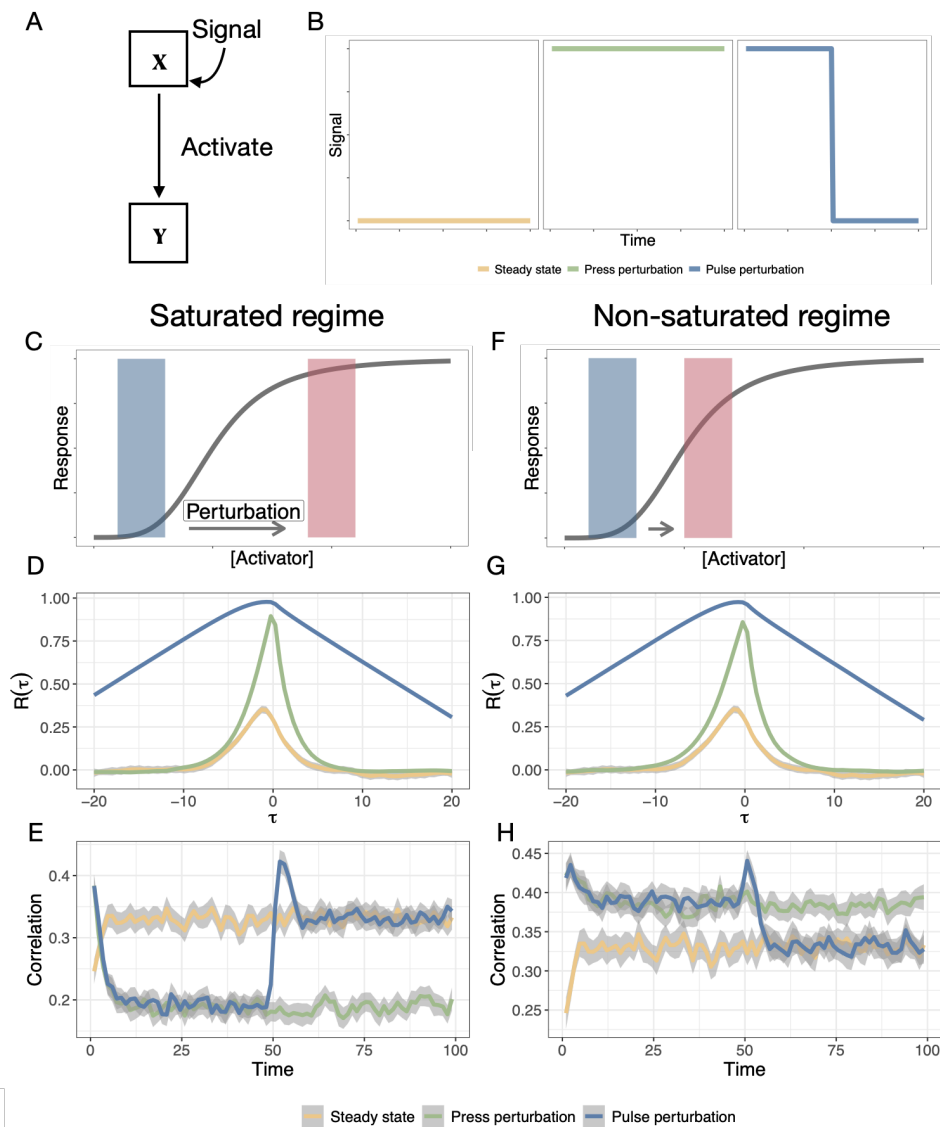 A
Signal
X
Activate
Y
B
Signal
Time
Steady state Press perturbation Pulse perturbation
Saturated regime
Non-saturated regime
C
Response
Perturbation
[Activator]
F
Response
[Activator]
D
R(τ)
1.00
0.75
0.50
0.25
0.00
−20 −10 0 10 20
τ
G
R(τ)
1.00
0.75
0.50
0.25
0.00
−20 −10 0 10 20
τ
E
Correlation
0.4
0.3
0.2
0 25 50 75 100
Time
H
Correlation
0.45
0.40
0.35
0.30
0.25
0 25 50 75 100
Time
Steady state Press perturbation Pulse perturbation